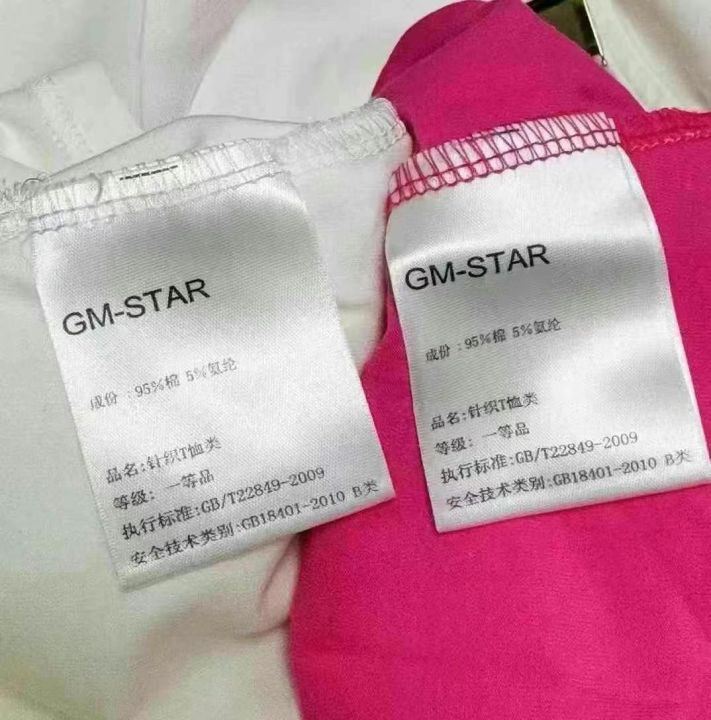 GM-STAR
成份 :95%棉 5%氨纶
品名:针织T恤类
等级: 一等品
执行标准:GB/T22849-2009
安全技术类别:GB18401-2010 B类
GM-STAR
成份 :95%棉 5%氨纶
品名:针织T恤类
等级: 一等品
执行标准:GB/T22849-2009
安全技术类别:GB18401-2010 B类